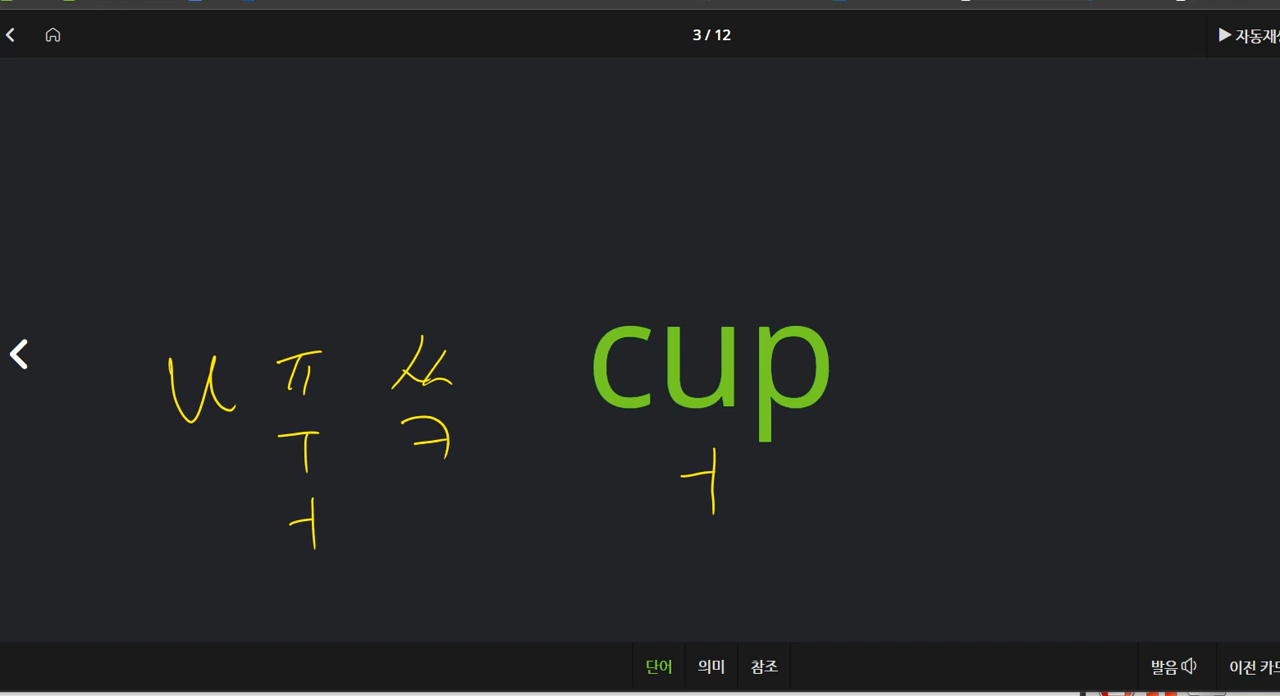 3 / 12
▶ 자동재
cup
U ㅠ ㅆ
ㅜ ㅋ
ㅓ ㅓ
단어 의미 참조
발음 이전 카